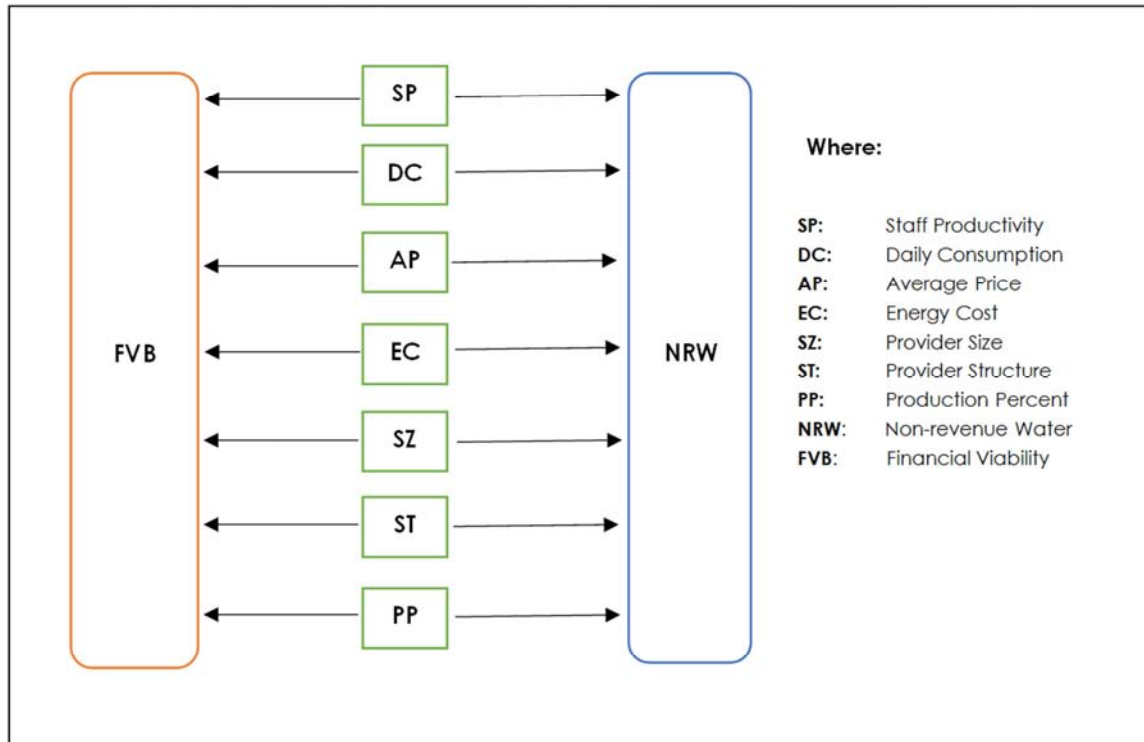 SP
DC
AP
EC
SZ
ST
PP
FVB
NRW
Where:
SP: Staff Productivity
DC: Daily Consumption
AP: Average Price
EC: Energy Cost
SZ: Provider Size
ST: Provider Structure
PP: Production Percent
NRW: Non-revenue Water
FVB: Financial Viability